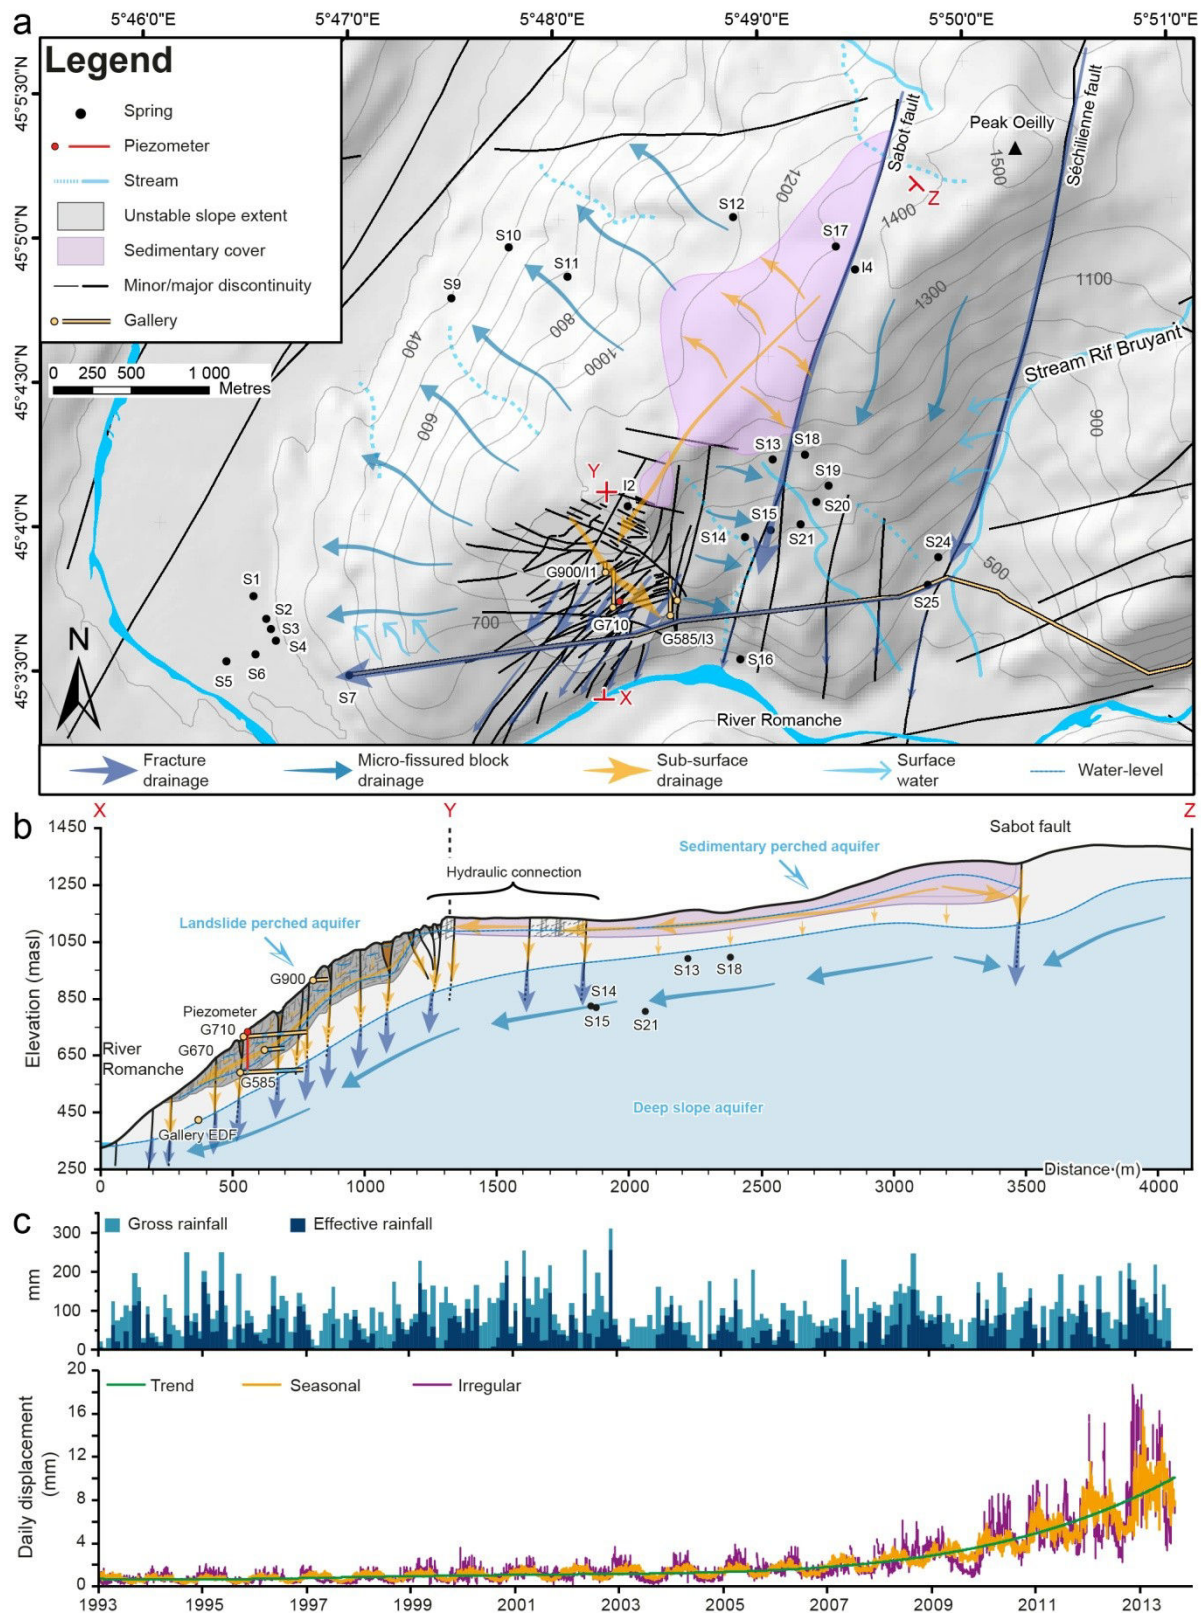 a
5°46'0"E 5°47'0"E 5°48'0"E 5°49'0"E 5°50'0"E 5°51'0"E
45°5'30"N
45°5'0"N
45°4'30"N
45°4'0"N
45°3'30"N
Legend
Spring
Piezometer
Stream
Unstable slope extent
Sedimentary cover
Minor/major discontinuity
Gallery
0 250 500 1 000
Metres
Peak Oeilly
Sabot fault
Séchilienne fault
Stream Rif Bruyant
River Romanche
1500
1400
1300
1200
1100
1000
900
800
700
600
500
400
Z
Y
X
S12
S17
I4
S10
S11
S9
S13
S18
S19
S20
S21
S15
S14
I2
G900/I1
G710
G585/I3
S24
S25
S16
S1
S2
S3
S4
S5
S6
S7
N
Fracture
drainage
Micro-fissured block
drainage
Sub-surface
drainage
Surface
water
Water-level
b
X Y Z
Elevation (masl)
1450
1250
1050
850
650
450
250
Sabot fault
Sedimentary perched aquifer
Hydraulic connection
Landslide perched aquifer
G900
Piezometer
G710
G670
G585
River
Romanche
Gallery EDF
S13
S18
S14
S15
S21
Deep slope aquifer
Distance (m)
0 500 1000 1500 2000 2500 3000 3500 4000
c
Gross rainfall Effective rainfall
mm
300
200
100
0
Trend Seasonal Irregular
Daily displacement
(mm)
20
16
12
8
4
0
1993 1995 1997 1999 2001 2003 2005 2007 2009 2011 2013